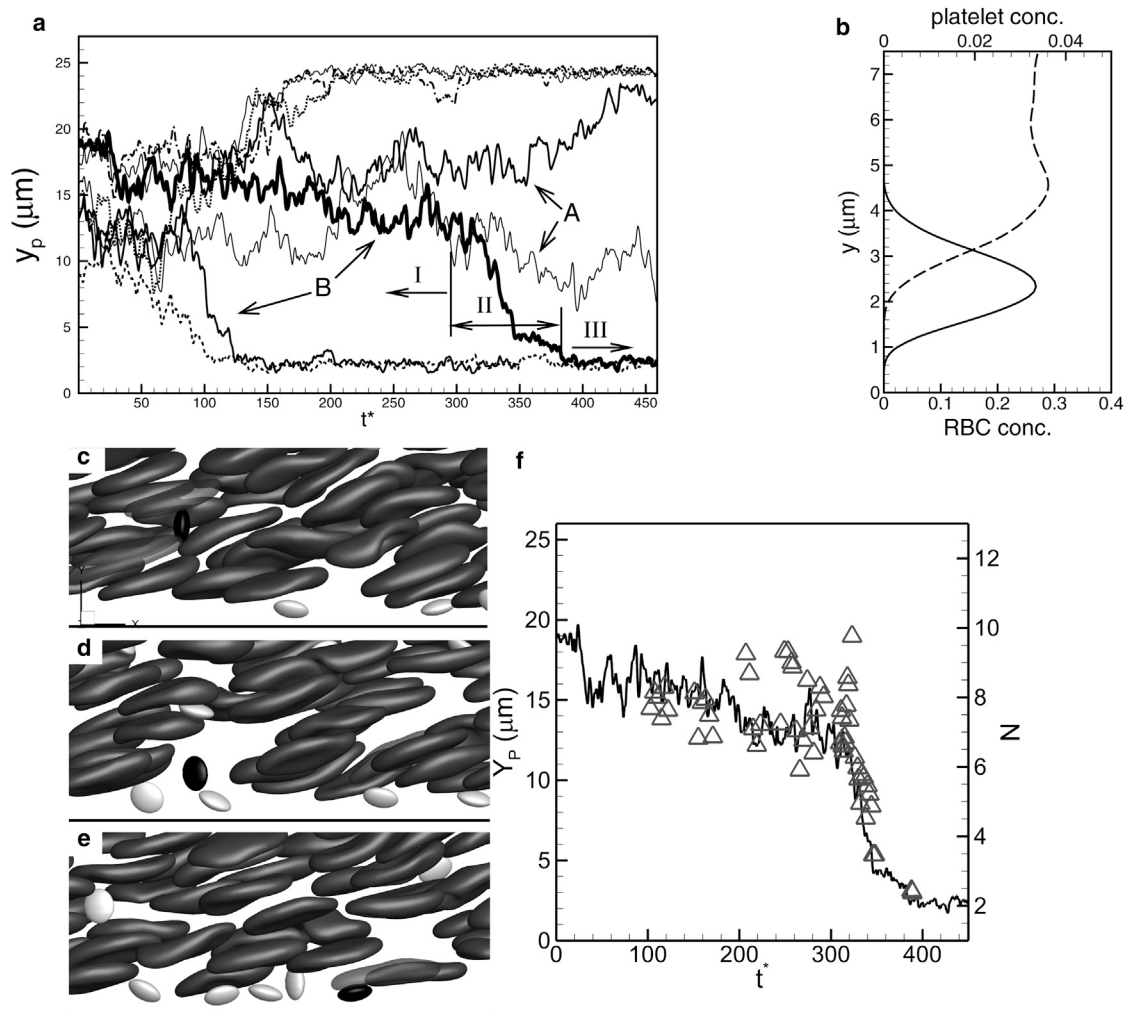 a
y_p (μm)
25
20
15
10
5
0
50 100 150 200 250 300 350 400 450
t*
A
B
I
II
III
b
platelet conc.
0 0.02 0.04
y (μm)
7
6
5
4
3
2
1
0
0 0.1 0.2 0.3 0.4
RBC conc.
c
Y
X
d
e
f
Y_P (μm)
25
20
15
10
5
0
0 100 200 300 400
t*
12
10
8
6
4
2
N